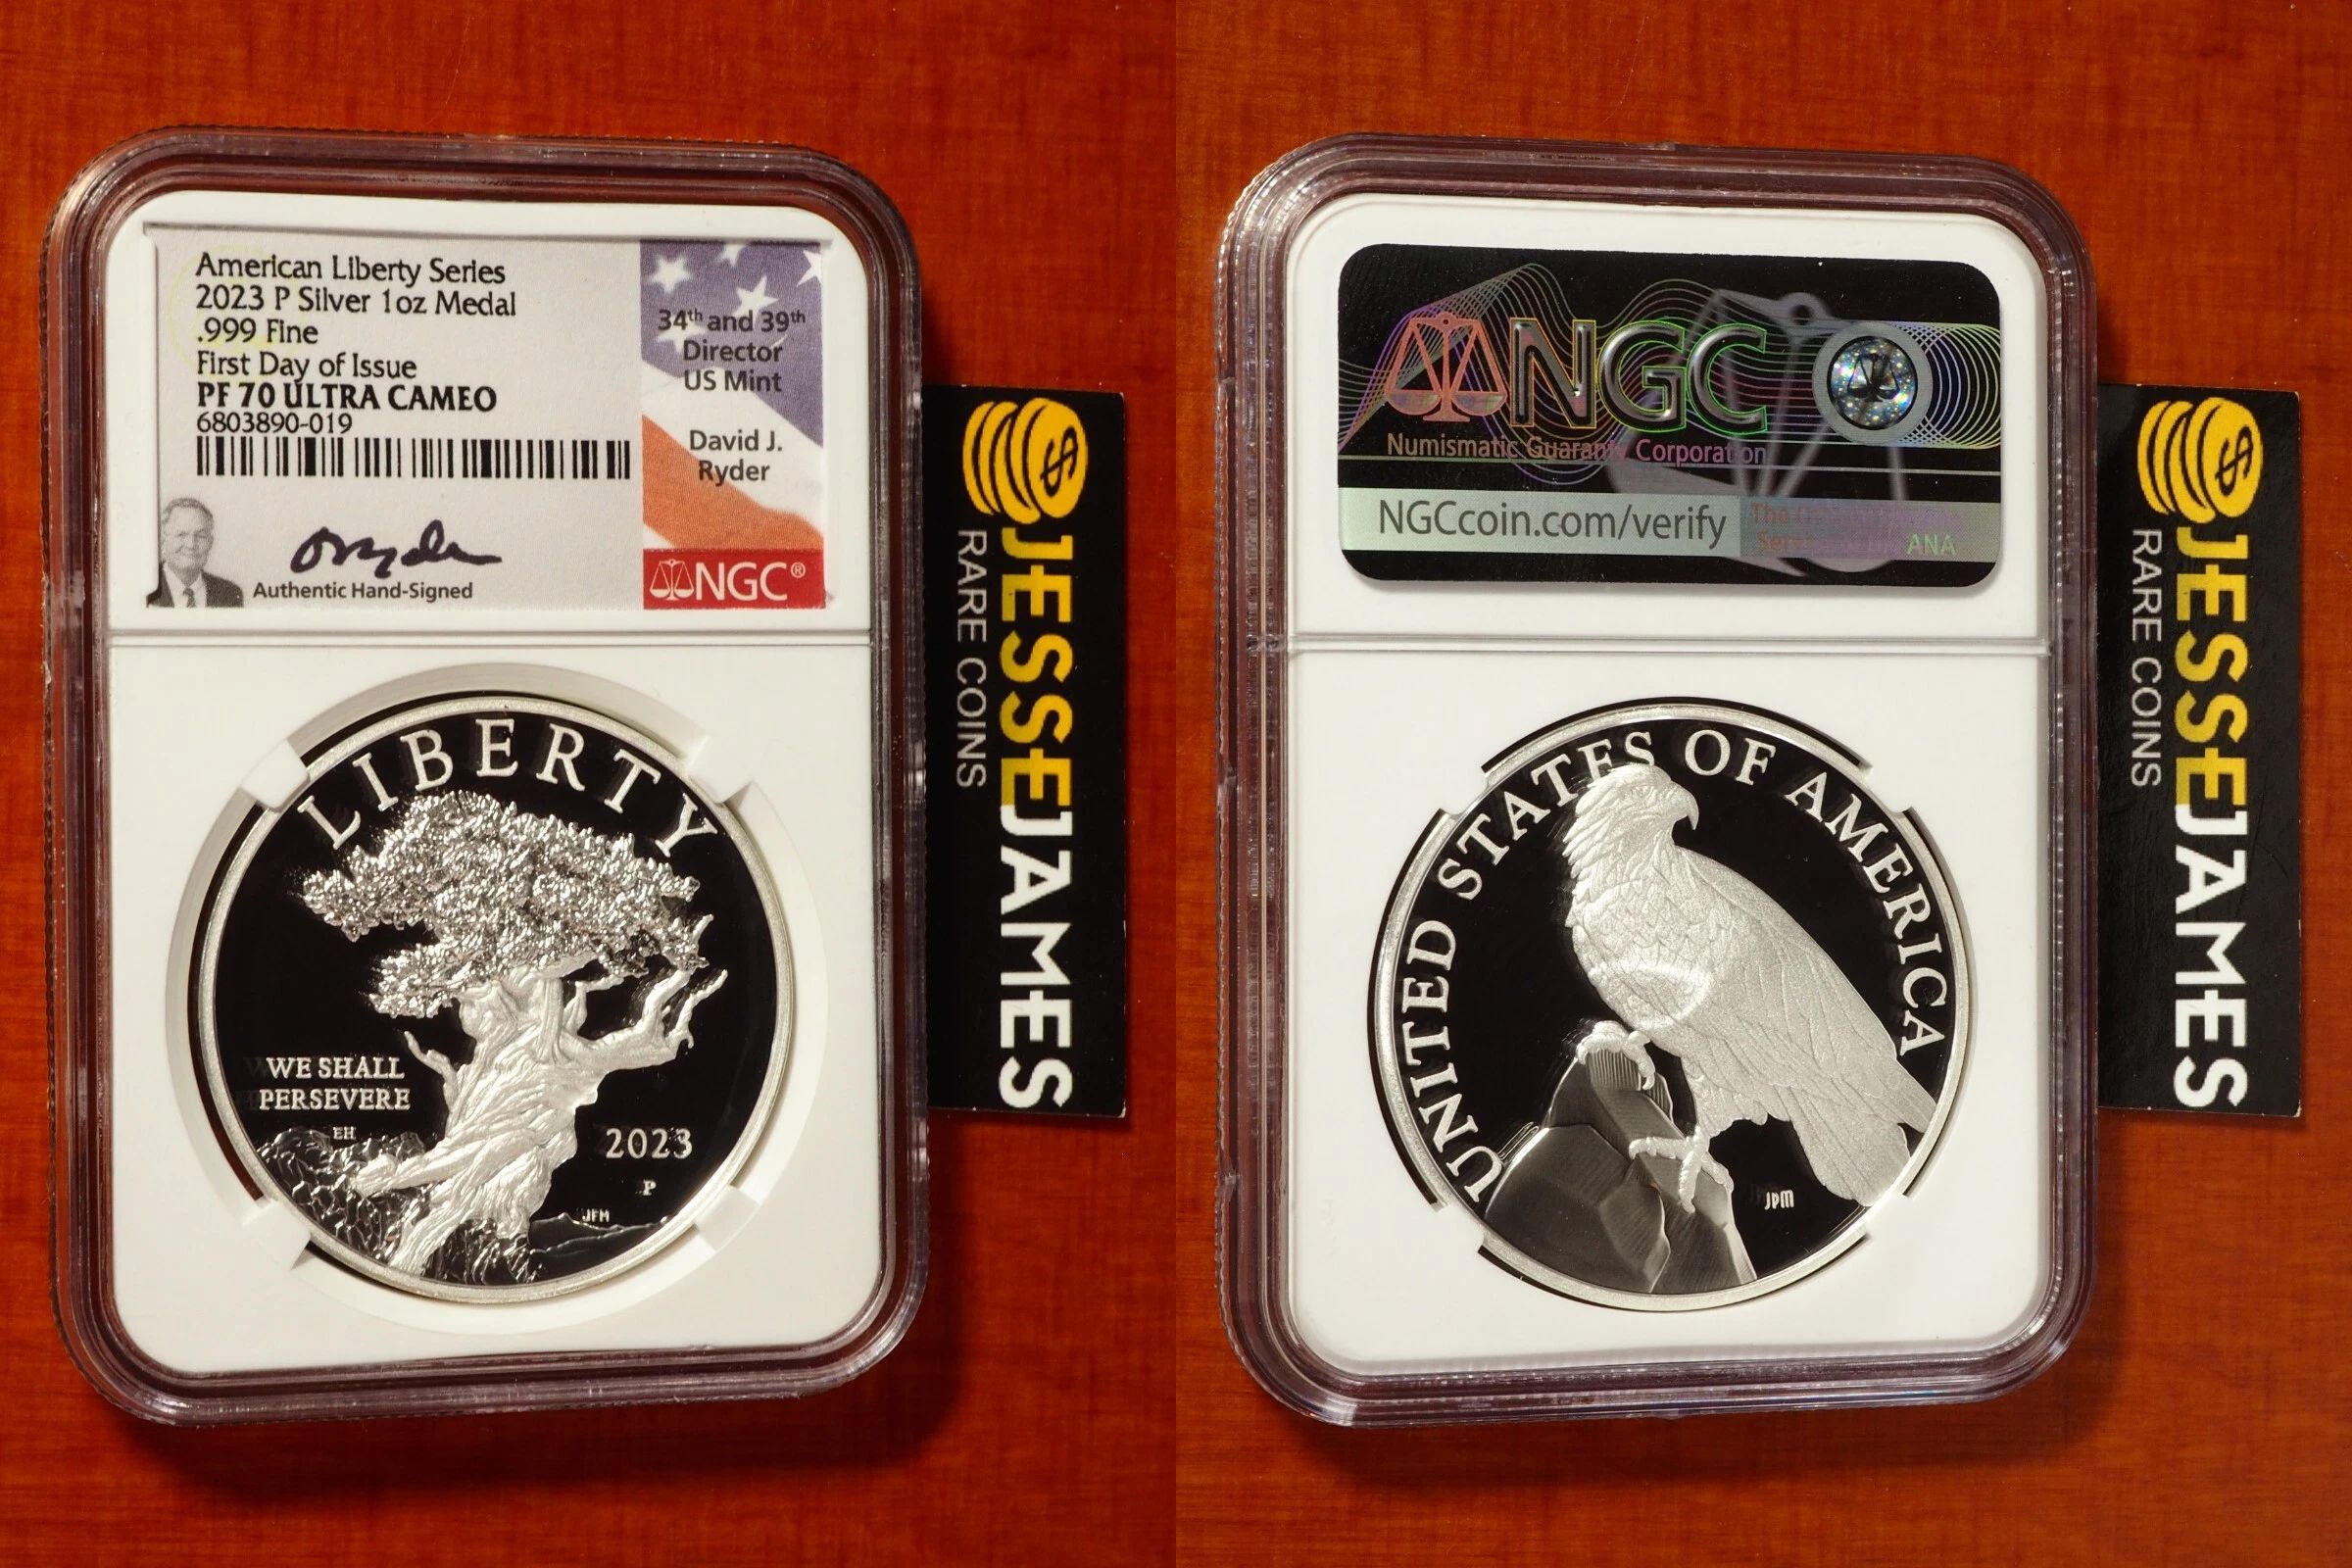 American Liberty Series
2023 P Silver 1oz Medal
.999 Fine
First Day of Issue
PF 70 ULTRA CAMEO
6803890-019
34th and 39th
Director
US Mint
David J.
Ryder
Authentic Hand-Signed
NGC®
LIBERTY
WE SHALL
PERSEVERE
EH
2023
P
JFM
JESSEJAMES
RARE COINS
NGC
Numismatic Guaranty Corporation
NGCcoin.com/verify
ANA
UNITED STATES OF AMERICA
JPM
JESSEJAMES
RARE COINS